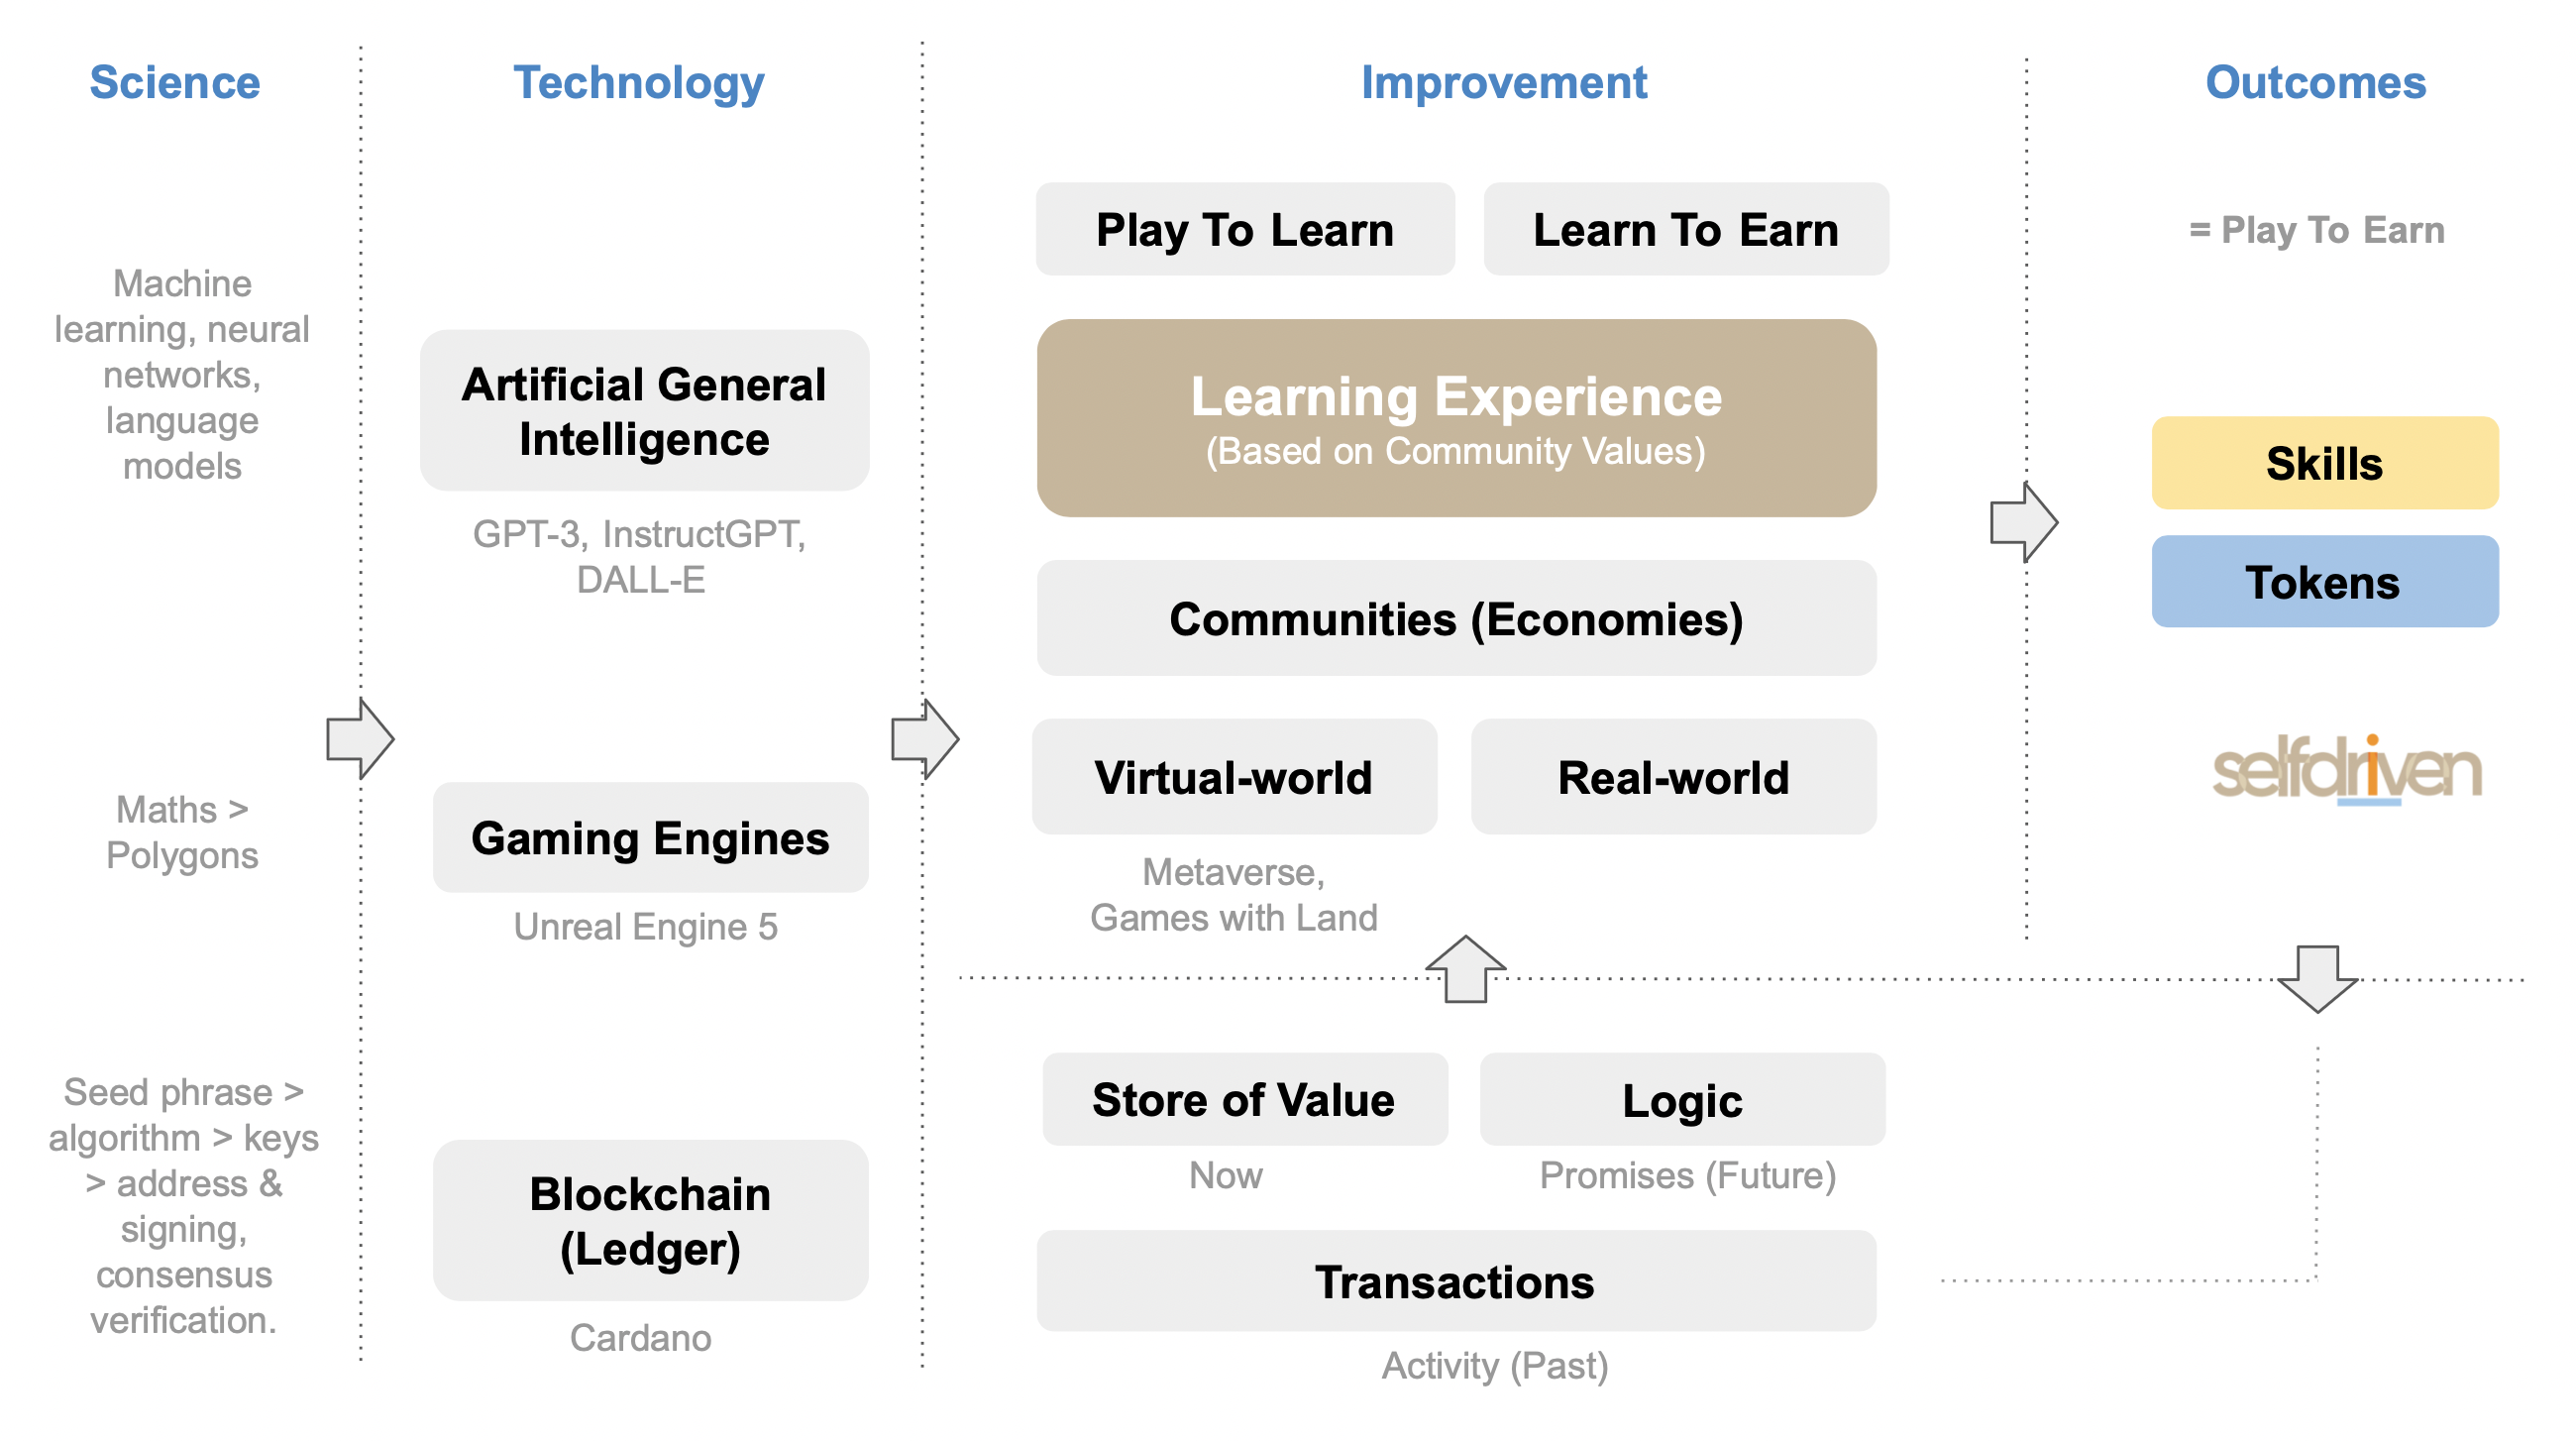 Science
Technology
Improvement
Outcomes
Machine
learning, neural
networks,
language
models
Maths >
Polygons
Seed phrase >
algorithm > keys
> address &
signing,
consensus
verification.
Artificial General
Intelligence
GPT-3, InstructGPT,
DALL-E
Gaming Engines
Unreal Engine 5
Blockchain
(Ledger)
Cardano
Play To Learn
Learn To Earn
Learning Experience
(Based on Community Values)
Communities (Economies)
Virtual-world
Real-world
Metaverse,
Games with Land
Store of Value
Logic
Now
Promises (Future)
Transactions
Activity (Past)
= Play To Earn
Skills
Tokens
selfdriven